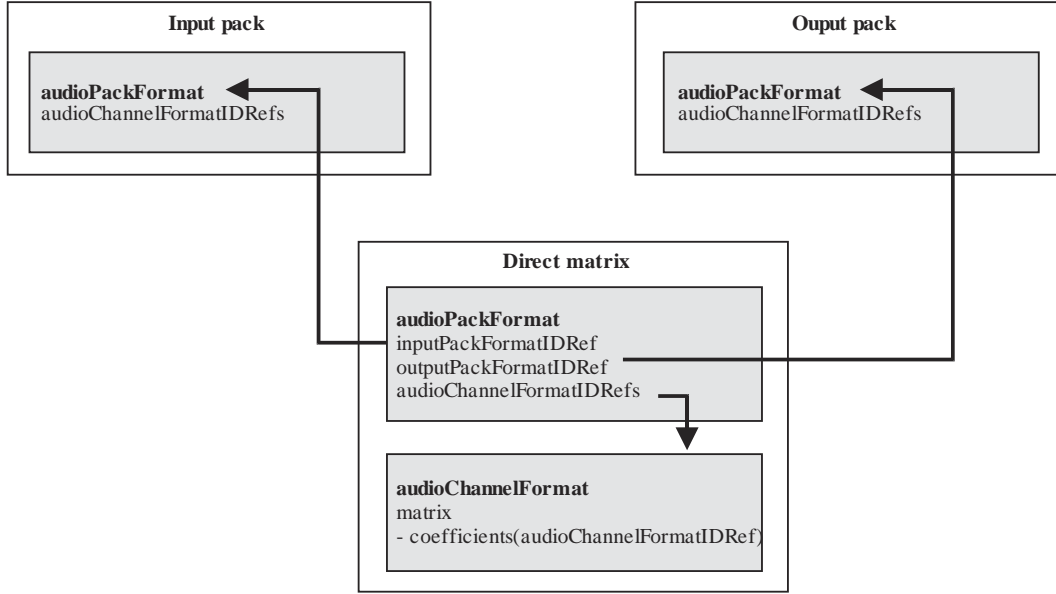 Input pack
audioPackFormat
audioChannelFormatIDRefs
Ouput pack
audioPackFormat
audioChannelFormatIDRefs
Direct matrix
audioPackFormat
inputPackFormatIDRef
outputPackFormatIDRef
audioChannelFormatIDRefs
audioChannelFormat
matrix
- coefficients(audioChannelFormatIDRef)